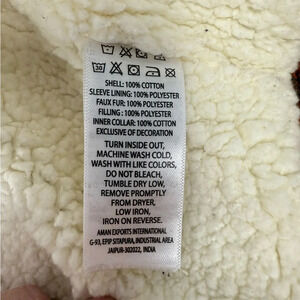 30
SHELL: 100% COTTON
SLEEVE LINING: 100% POLYESTER
FAUX FUR: 100% POLYESTER
FILLING : 100% POLYESTER
INNER COLLAR: 100% COTTON
EXCLUSIVE OF DECORATION
TURN INSIDE OUT,
MACHINE WASH COLD,
WASH WITH LIKE COLORS,
DO NOT BLEACH,
TUMBLE DRY LOW,
REMOVE PROMPTLY
FROM DRYER,
LOW IRON,
IRON ON REVERSE.
AMAN EXPORTS INTERNATIONAL
G-93, EPIP SITAPURA, INDUSTRIAL AREA
JAIPUR-302022, INDIA